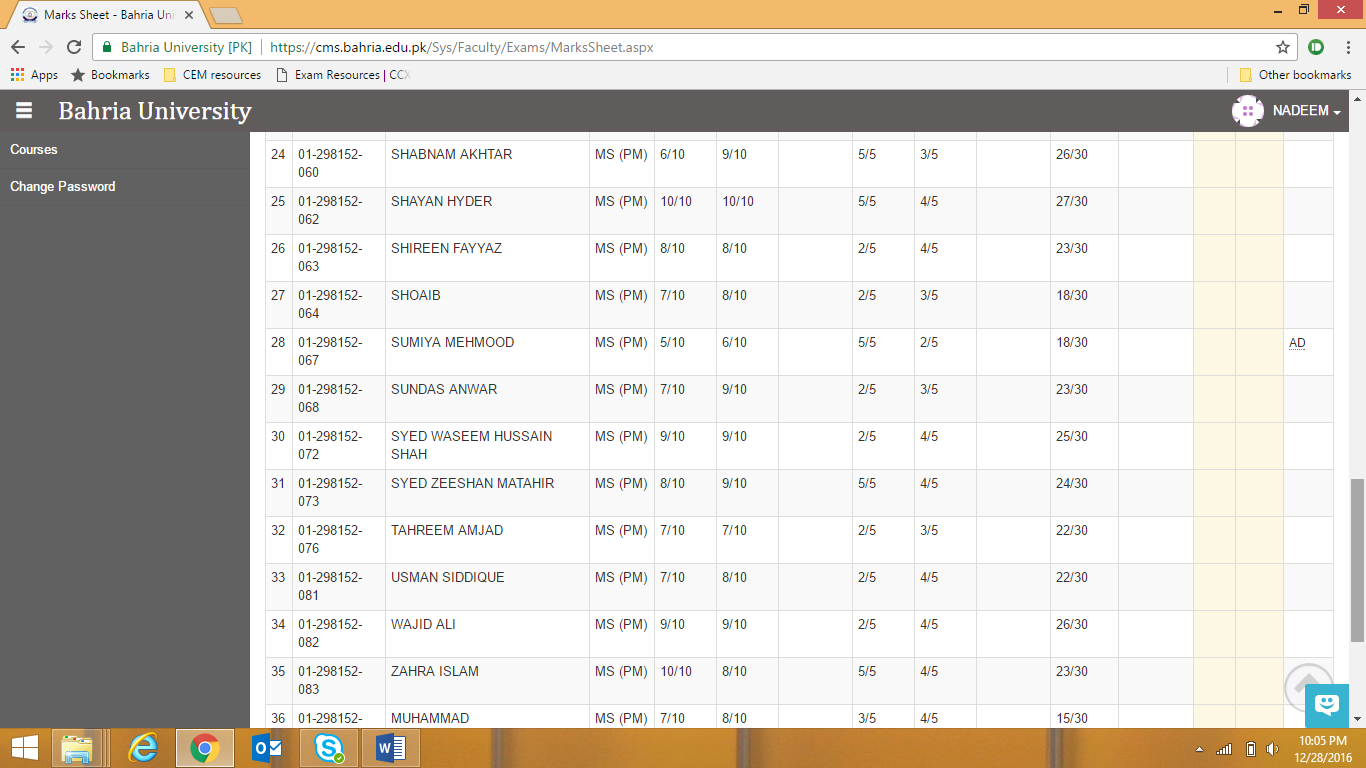 Marks Sheet - Bahria Uni
Bahria University [PK] https://cms.bahria.edu.pk/Sys/Faculty/Exams/MarksSheet.aspx
Apps Bookmarks CEM resources Exam Resources | CCX Other bookmarks
Bahria University NADEEM
Courses
Change Password
24 01-298152- SHABNAM AKHTAR MS (PM) 6/10 9/10 5/5 3/5 26/30
060
25 01-298152- SHAYAN HYDER MS (PM) 10/10 10/10 5/5 4/5 27/30
062
26 01-298152- SHIREEN FAYYAZ MS (PM) 8/10 8/10 2/5 4/5 23/30
063
27 01-298152- SHOAIB MS (PM) 7/10 8/10 2/5 3/5 18/30
064
28 01-298152- SUMIYA MEHMOOD MS (PM) 5/10 6/10 5/5 2/5 18/30 AD
067
29 01-298152- SUNDAS ANWAR MS (PM) 7/10 9/10 2/5 3/5 23/30
068
30 01-298152- SYED WASEEM HUSSAIN MS (PM) 9/10 9/10 2/5 4/5 25/30
072 SHAH
31 01-298152- SYED ZEESHAN MATAHIR MS (PM) 8/10 9/10 5/5 4/5 24/30
073
32 01-298152- TAHREEM AMJAD MS (PM) 7/10 7/10 2/5 3/5 22/30
076
33 01-298152- USMAN SIDDIQUE MS (PM) 7/10 8/10 2/5 4/5 22/30
081
34 01-298152- WAJID ALI MS (PM) 9/10 9/10 2/5 4/5 26/30
082
35 01-298152- ZAHRA ISLAM MS (PM) 10/10 8/10 5/5 4/5 23/30
083
36 01-298152- MUHAMMAD MS (PM) 7/10 8/10 3/5 4/5 15/30
10:05 PM
12/28/2016